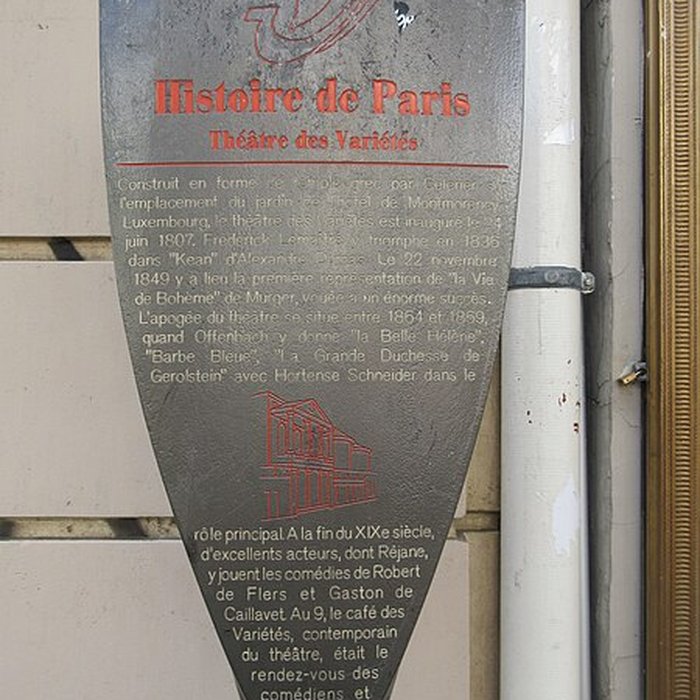 Histoire de Paris
Théâtre des Variétés
Construit en forme de temple grec par Célerier sur
l'emplacement du jardin de l'hôtel de Montmorency
Luxembourg, le théâtre des Variétés est inauguré le 24
juin 1807. Frederick Lemaître y triomphe en 1836
dans "Kean" d'Alexandre Dumas. Le 22 novembre
1849 y a lieu la première représentation de "la Vie
de Bohème" de Murger, vouée à un énorme succès.
L'apogée du théâtre se situe entre 1864 et 1869,
quand Offenbach y donne "la Belle Hélène",
"Barbe Bleue", "La Grande Duchesse de
Gerolstein" avec Hortense Schneider dans le
rôle principal. A la fin du XIXe siècle,
d'excellents acteurs, dont Réjane,
y jouent les comédies de Robert
de Flers et Gaston de
Caillavet. Au 9, le café des
Variétés, contemporain
du théâtre, était le
rendez-vous des
comédiens et